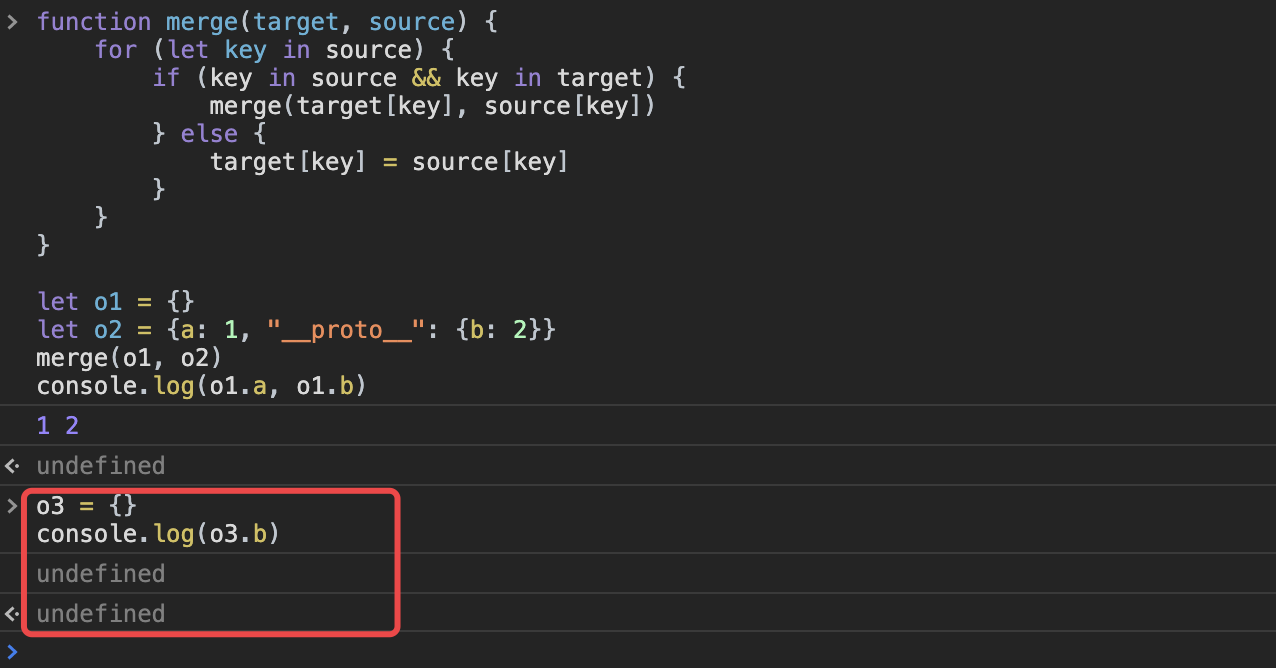 > function merge(target, source) {
    for (let key in source) {
        if (key in source && key in target) {
            merge(target[key], source[key])
        } else {
            target[key] = source[key]
        }
    }
}
let o1 = {}
let o2 = {a: 1, "__proto__": {b: 2}}
merge(o1, o2)
console.log(o1.a, o1.b)
1 2
undefined
> o3 = {}
console.log(o3.b)
undefined
undefined
>